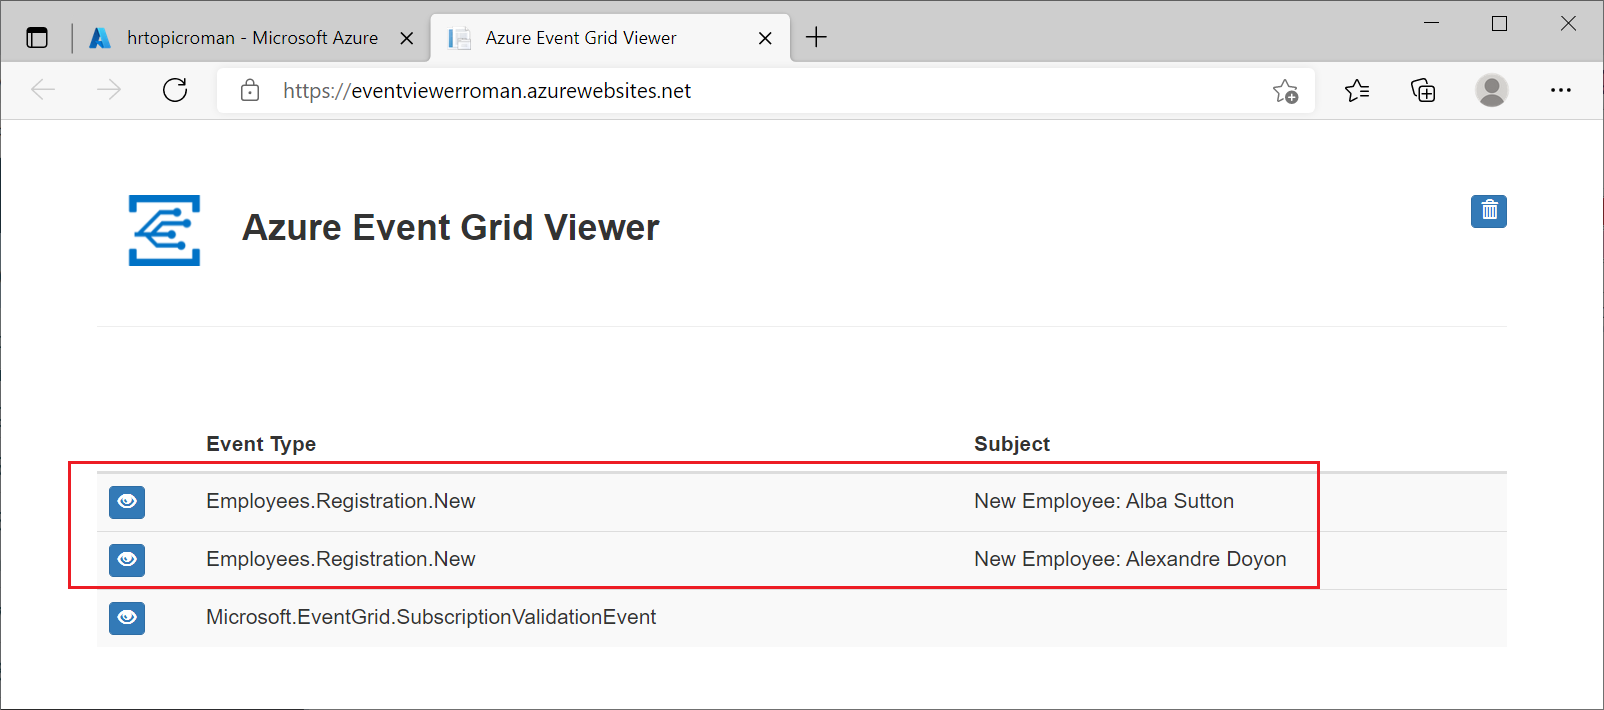 hrtopicroman - Microsoft Azure
Azure Event Grid Viewer
https://eventviewerroman.azurewebsites.net
Azure Event Grid Viewer
Event Type Subject
Employees.Registration.New New Employee: Alba Sutton
Employees.Registration.New New Employee: Alexandre Doyon
Microsoft.EventGrid.SubscriptionValidationEvent